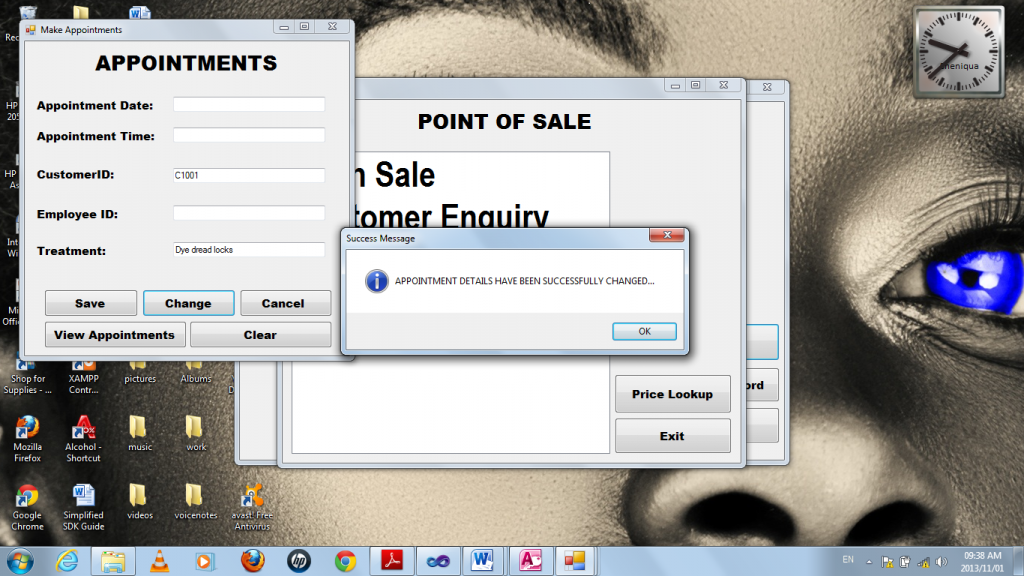 Make Appointments
APPOINTMENTS
Appointment Date:
Appointment Time:
CustomerID:
C1001
Employee ID:
Treatment:
Dye dread locks
Save
Change
Cancel
View Appointments
Clear
POINT OF SALE
n Sale
tomer Enquiry
Success Message
APPOINTMENT DETAILS HAVE BEEN SUCCESSFULLY CHANGED...
OK
Price Lookup
Exit
ord
heniqua
Rec
HP
205
HP
As
Int
Wi
Mi
Offi
Shop for
Supplies - ...
XAMPP
Contr...
pictures
Albums
D
Mozilla
Firefox
Alcohol -
Shortcut
music
work
Google
Chrome
Simplified
SDK Guide
videos
voicenotes
avast! Free
Antivirus
EN
09:38 AM
2013/11/01